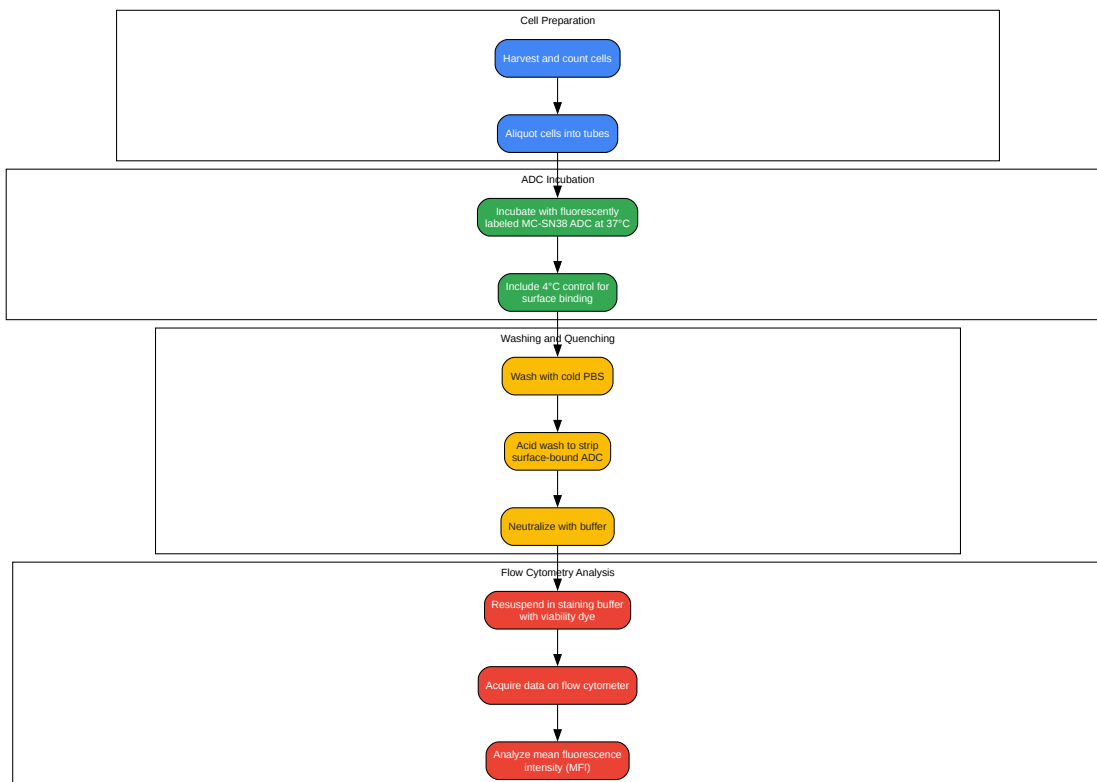 Cell Preparation
Harvest and count cells
Aliquot cells into tubes
ADC Incubation
Incubate with fluorescently
labeled MC-SN38 ADC at 37°C
Include 4°C control for
surface binding
Washing and Quenching
Wash with cold PBS
Acid wash to strip
surface-bound ADC
Neutralize with buffer
Flow Cytometry Analysis
Resuspend in staining buffer
with viability dye
Acquire data on flow cytometer
Analyze mean fluorescence
intensity (MFI)